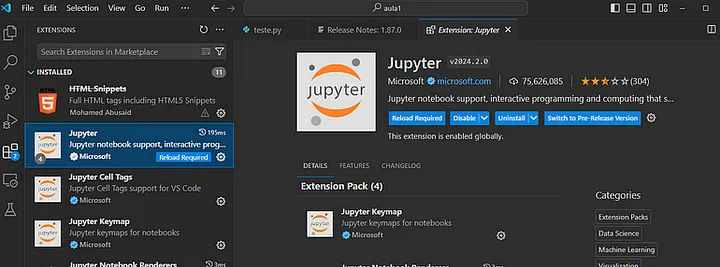 File
Edit
Selection
View
Go
aula1
EXTENSIONS
Search Extensions in Marketplace
INSTALLED
11
HTML Snippets
Full HTML tags including HTML5 Snippets
Mohamed Abusaid
Jupyter
195ms
Jupyter notebook support, interactive prog...
Microsoft
Reload Required
4
Jupyter Cell Tags
Jupyter Cell Tags support for VS Code
Microsoft
Jupyter Keymap
Jupyter keymaps for notebooks
Microsoft
Jupyter Notebook Renderers
3ms
2
teste.py
Release Notes: 1.87.0
Extension: Jupyter
jupyter
Jupyter
v2024.2.0
Microsoft
microsoft.com
75,626,085
(304)
Jupyter notebook support, interactive programming and computing that s...
Reload Required
Disable
Uninstall
Switch to Pre-Release Version
This extension is enabled globally.
DETAILS
FEATURES
CHANGELOG
Extension Pack (4)
Jupyter Keymap
Jupyter keymaps for notebooks
Microsoft
Categories
Extension Packs
Data Science
Machine Learning
Visualization